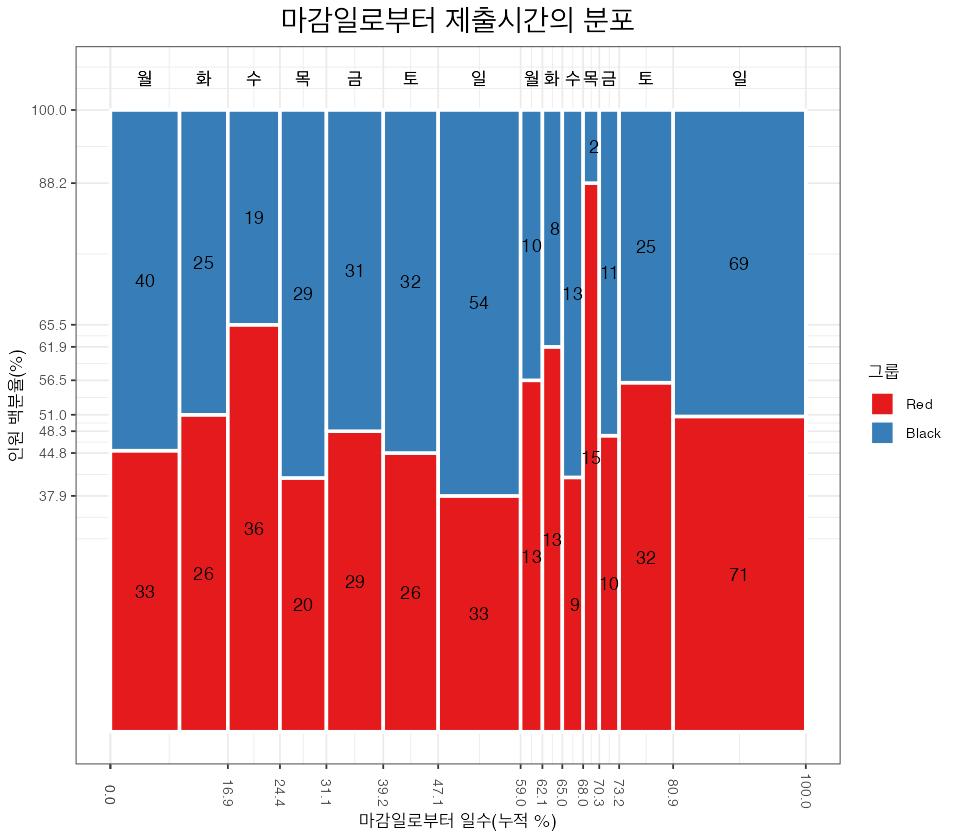 마감일로부터 제출시간의 분포
월 화 수 목 금 토 일 월 화 수 목 금 토 일
100.0
88.2
65.5
61.9
56.5
51.0
48.3
44.8
37.9
인원 백분율(%)
40 25 19 29 31 32 54 10 8 13 2 11 25 69
33 26 36 20 29 26 33 13 13 9 15 10 32 71
0.0 16.9 24.4 31.1 39.2 47.1 59.0 62.1 65.0 68.0 70.3 73.2 80.9 100.0
마감일로부터 일수(누적 %)
그룹
Red
Black